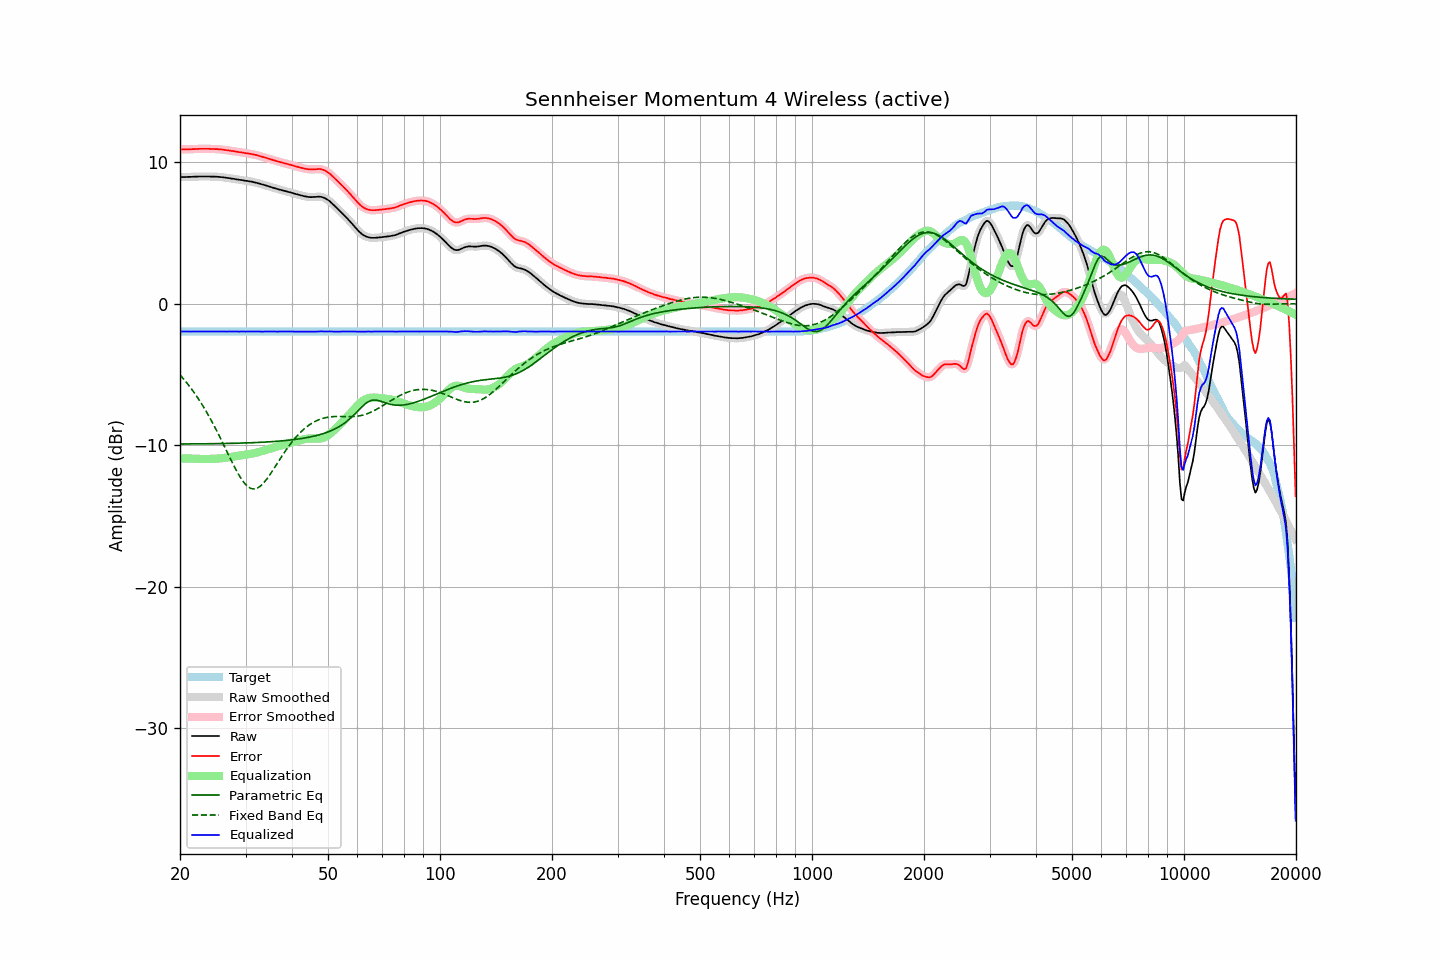 Sennheiser Momentum 4 Wireless (active)
10
0
−10
−20
−30
Amplitude (dBr)
Target
Raw Smoothed
Error Smoothed
Raw
Error
Equalization
Parametric Eq
Fixed Band Eq
Equalized
20 50 100 200 500 1000 2000 5000 10000 20000
Frequency (Hz)